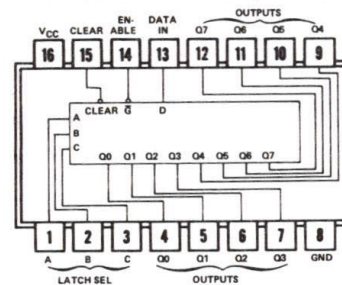 OUTPUTS
EN-
DATA
VCC CLEAR ABLE IN Q7 Q6 Q5 Q4
16 15 14 13 12 11 10 9
CLEAR G D
A
B
C
Q0 Q1 Q2 Q3 Q4 Q5 Q6 Q7
1 2 3 4 5 6 7 8
A B C Q0 Q1 Q2 Q3 GND
LATCH SEL OUTPUTS